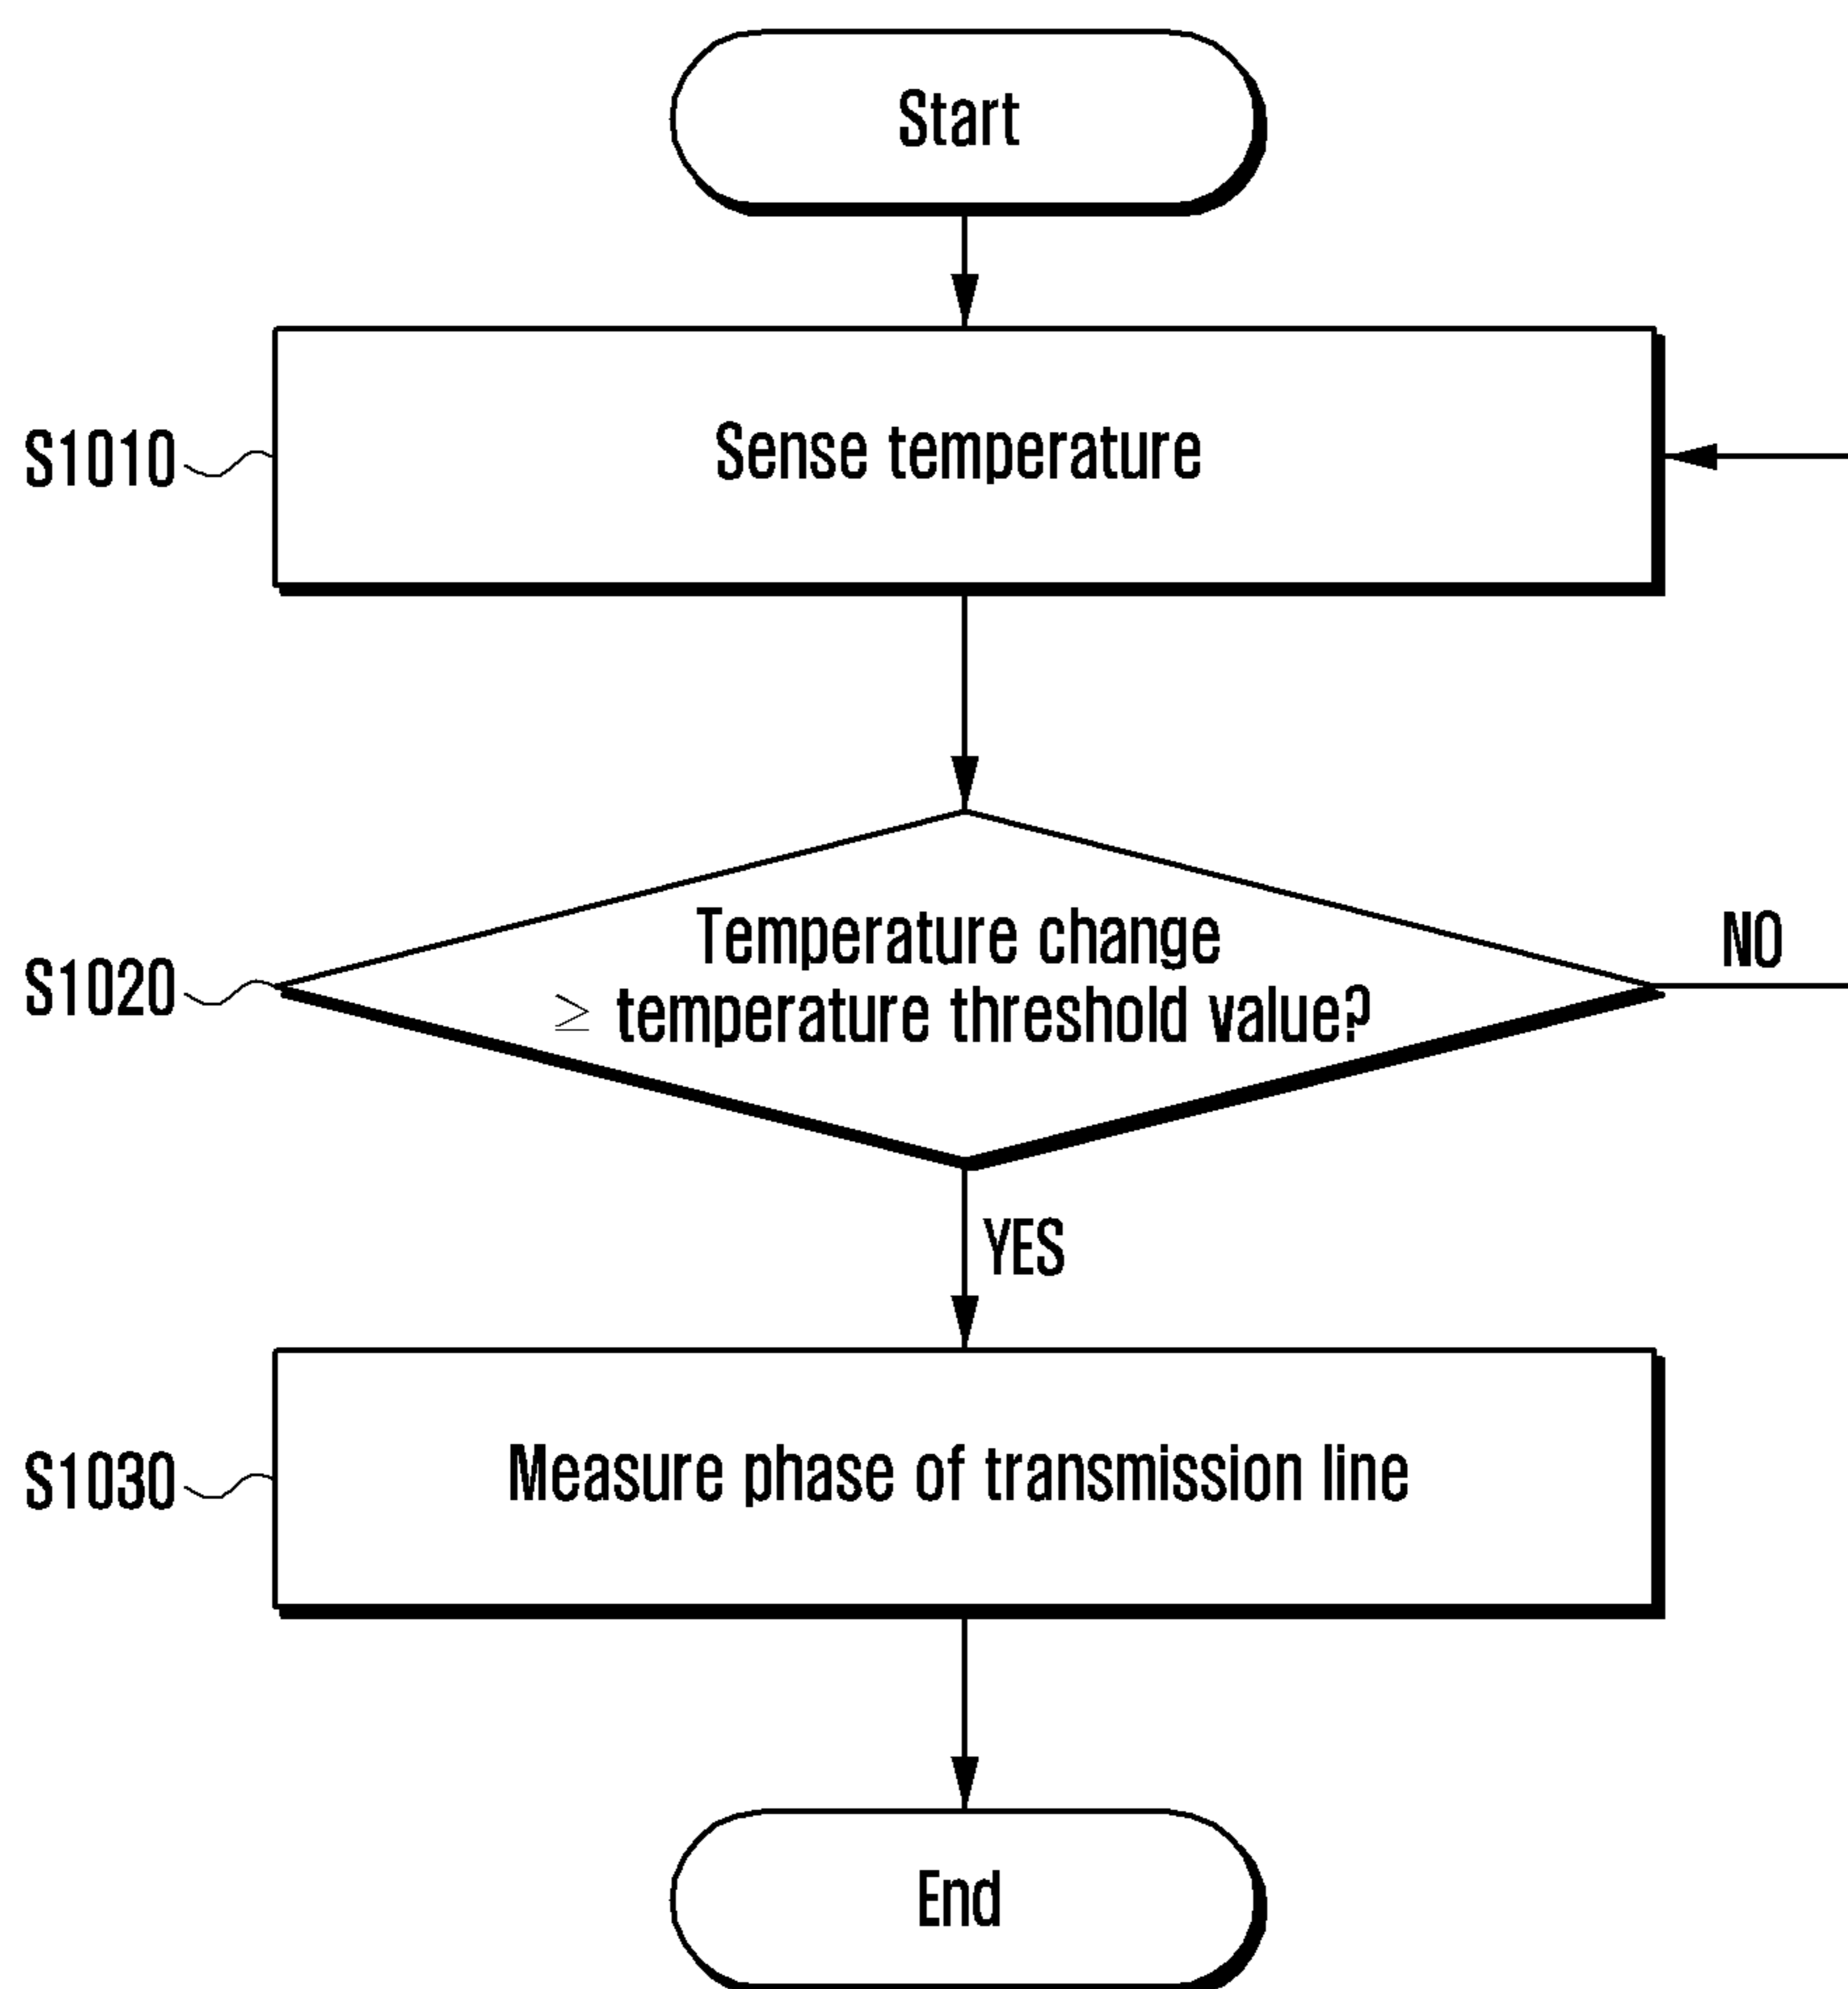 Start
S1010
Sense temperature
Temperature change
S1020
≥ temperature threshold value?
NO
YES
S1030
Measure phase of transmission line
End